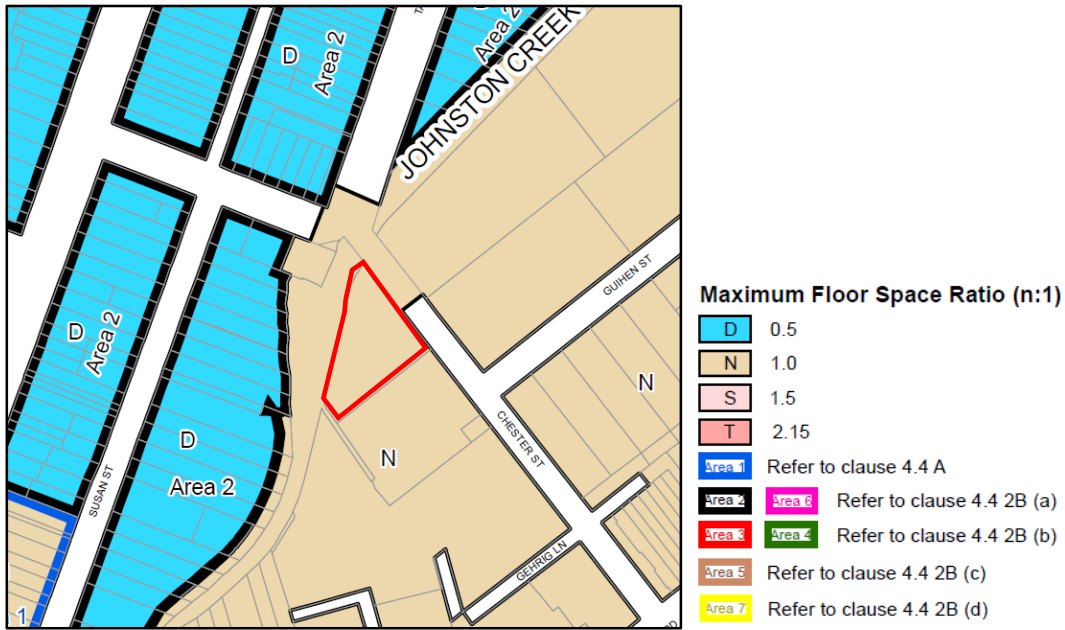 TA
D
Area 2
D
Area 2
JOHNSTON CREEK
D
Area 2
GUIHEN ST
N
CHESTER ST
N
D
Area 2
SUSAN ST
GEHRIG LN
1
Maximum Floor Space Ratio (n:1)
D 0.5
N 1.0
S 1.5
T 2.15
Area 1 Refer to clause 4.4 A
Area 2 Area 6 Refer to clause 4.4 2B (a)
Area 3 Area 4 Refer to clause 4.4 2B (b)
Area 5 Refer to clause 4.4 2B (c)
Area 7 Refer to clause 4.4 2B (d)